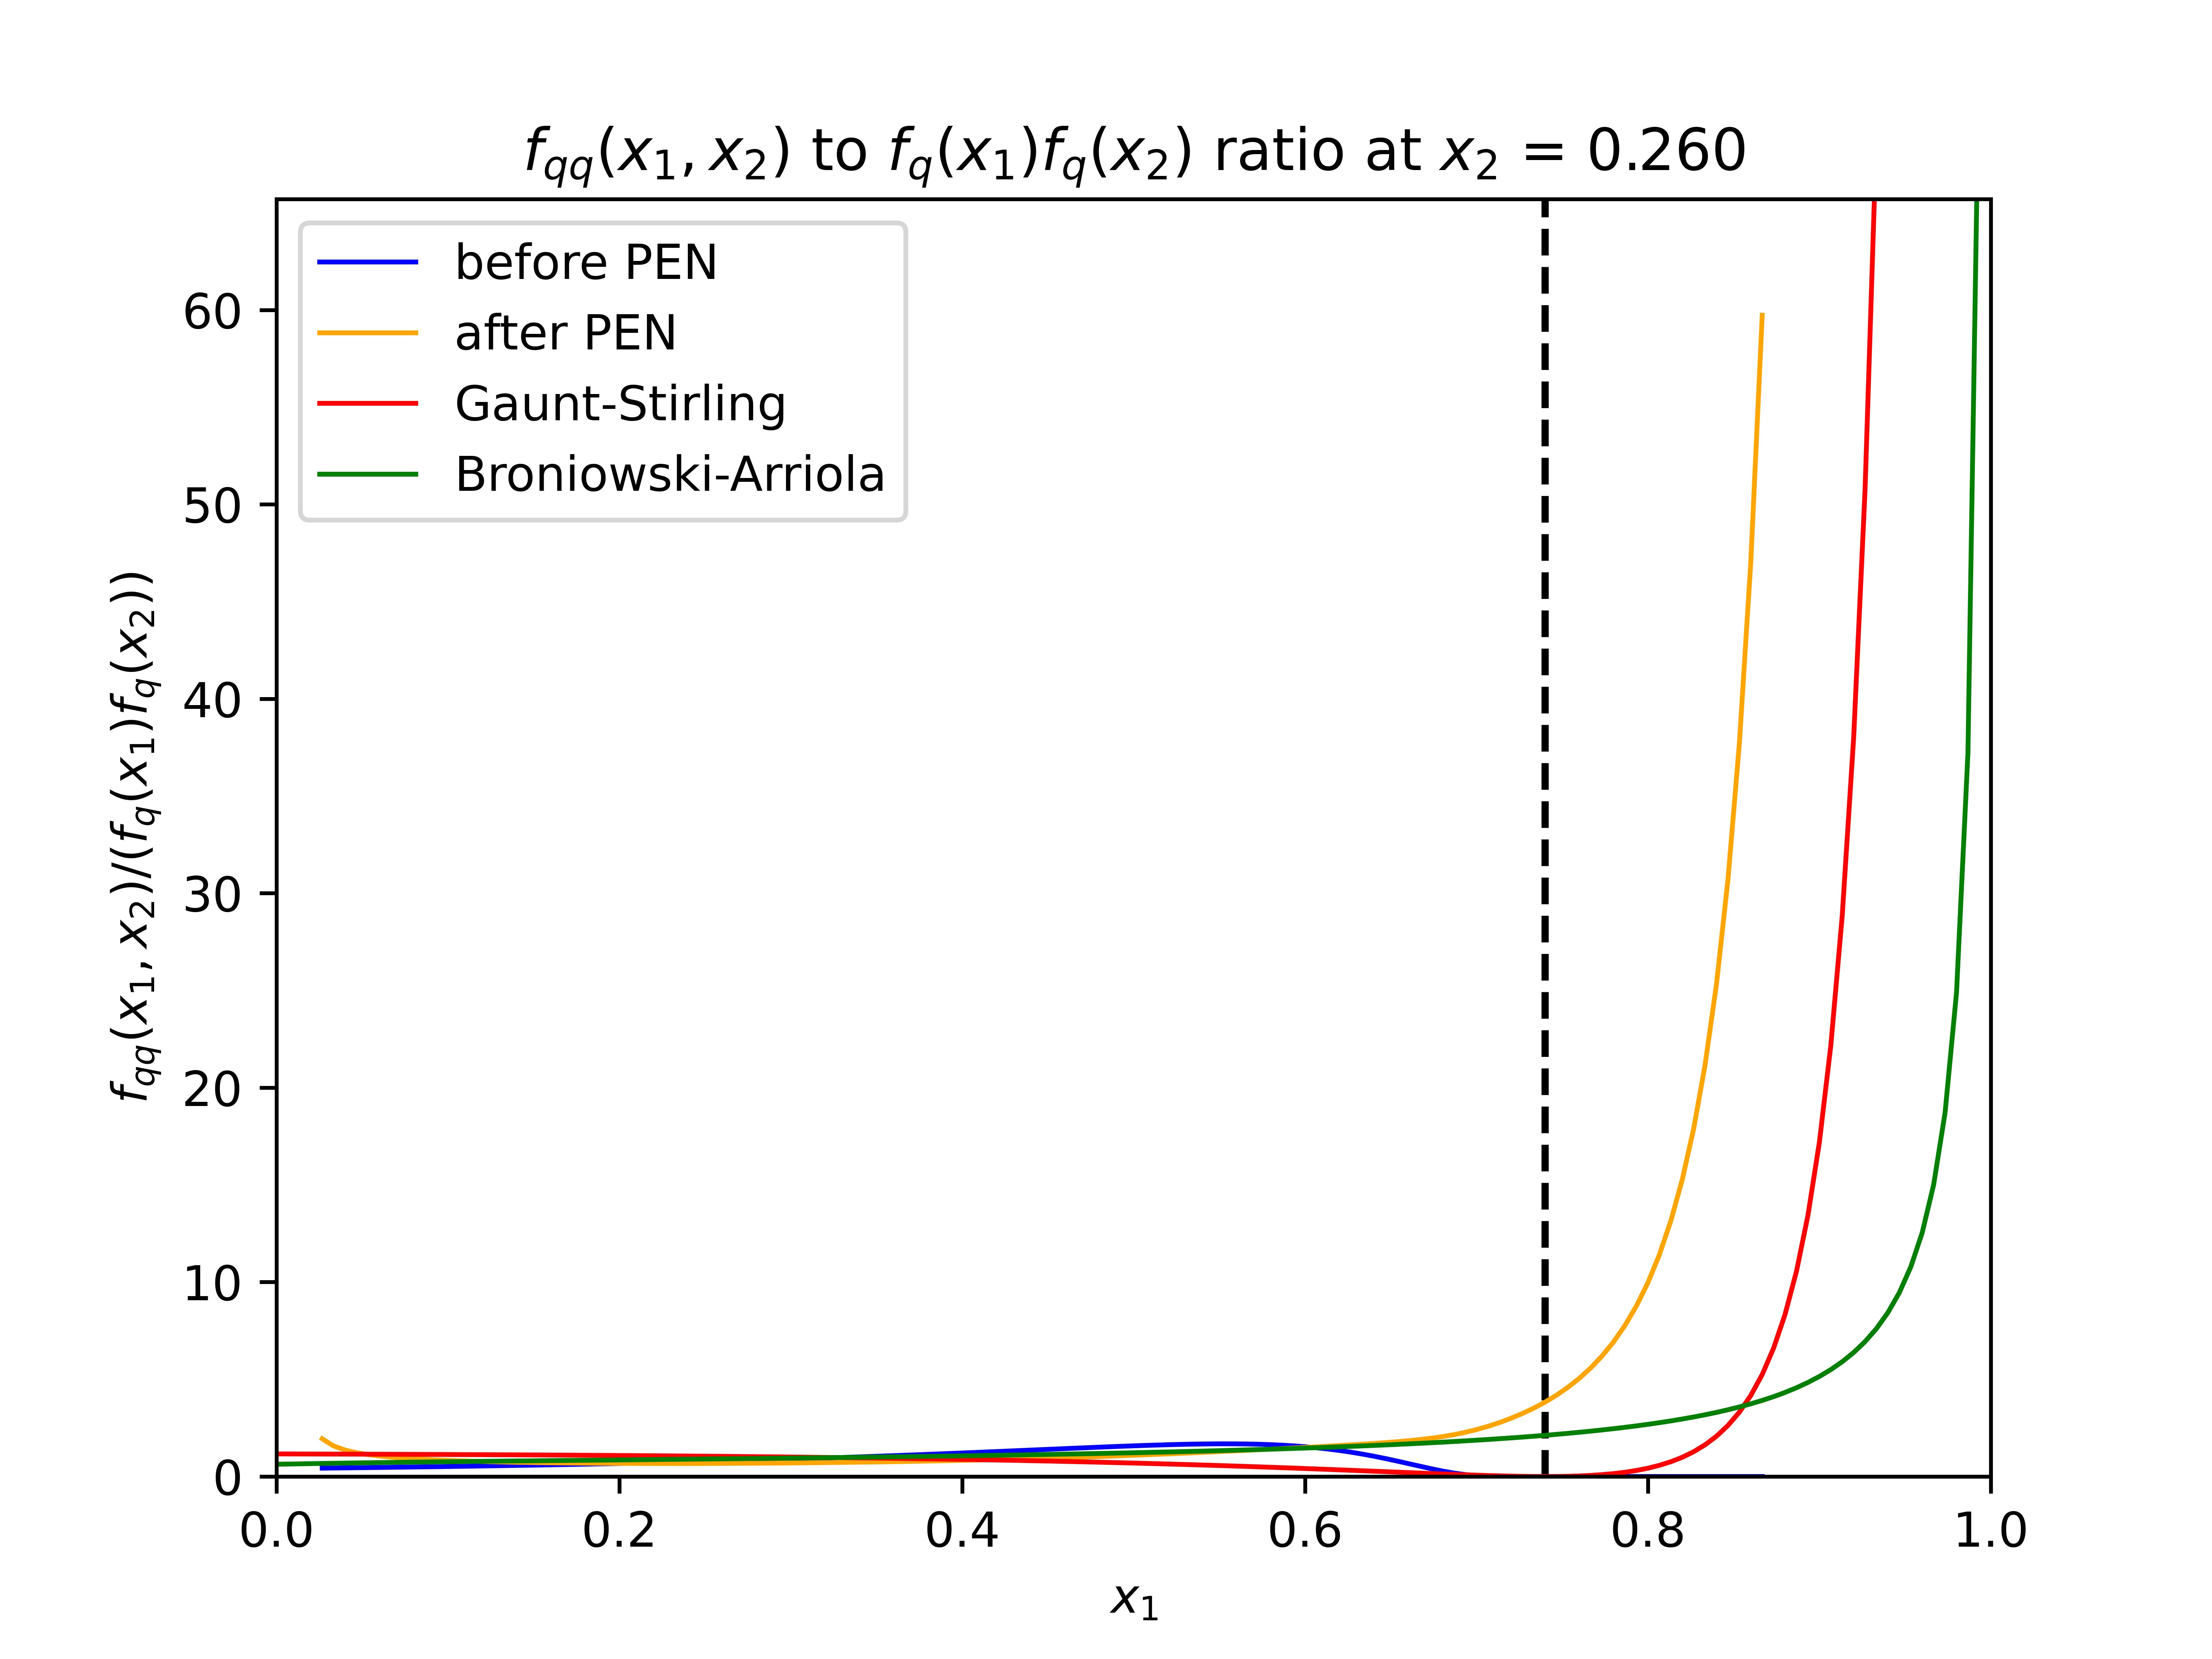 f_qq(x_1, x_2) to f_q(x_1)f_q(x_2) ratio at x_2 = 0.260
before PEN
after PEN
Gaunt-Stirling
Broniowski-Arriola
f_qq(x_1, x_2)/(f_q(x_1)f_q(x_2))
60
50
40
30
20
10
0
0.0 0.2 0.4 0.6 0.8 1.0
x_1